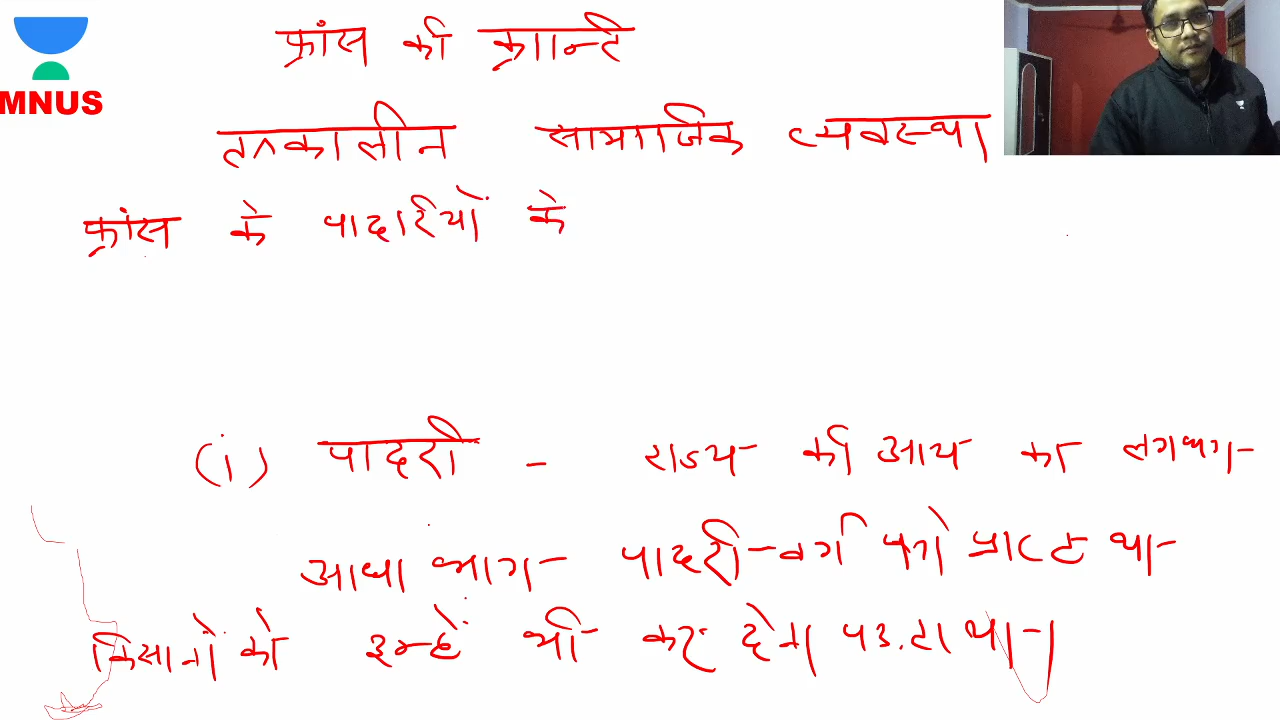 MNUS
फ्रांस की क्रान्ति
तत्कालीन सामाजिक व्यवस्था
फ्रांस के पादरियों के
(i) पादरी - राज्य की आय का लगभग
आधा भाग पादरी-वर्ग को प्राप्त था
किसानों को इन्हें भी कर देना पड़ता था।